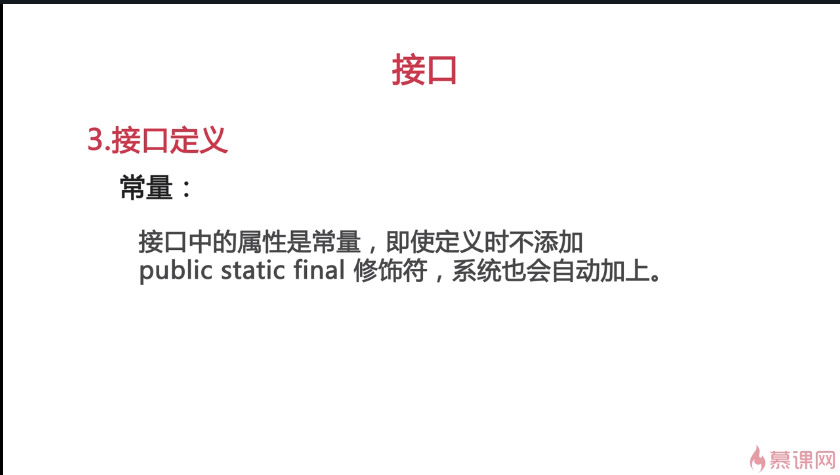 接口
3.接口定义
常量：
接口中的属性是常量，即使定义时不添加
public static final 修饰符，系统也会自动加上。
慕课网